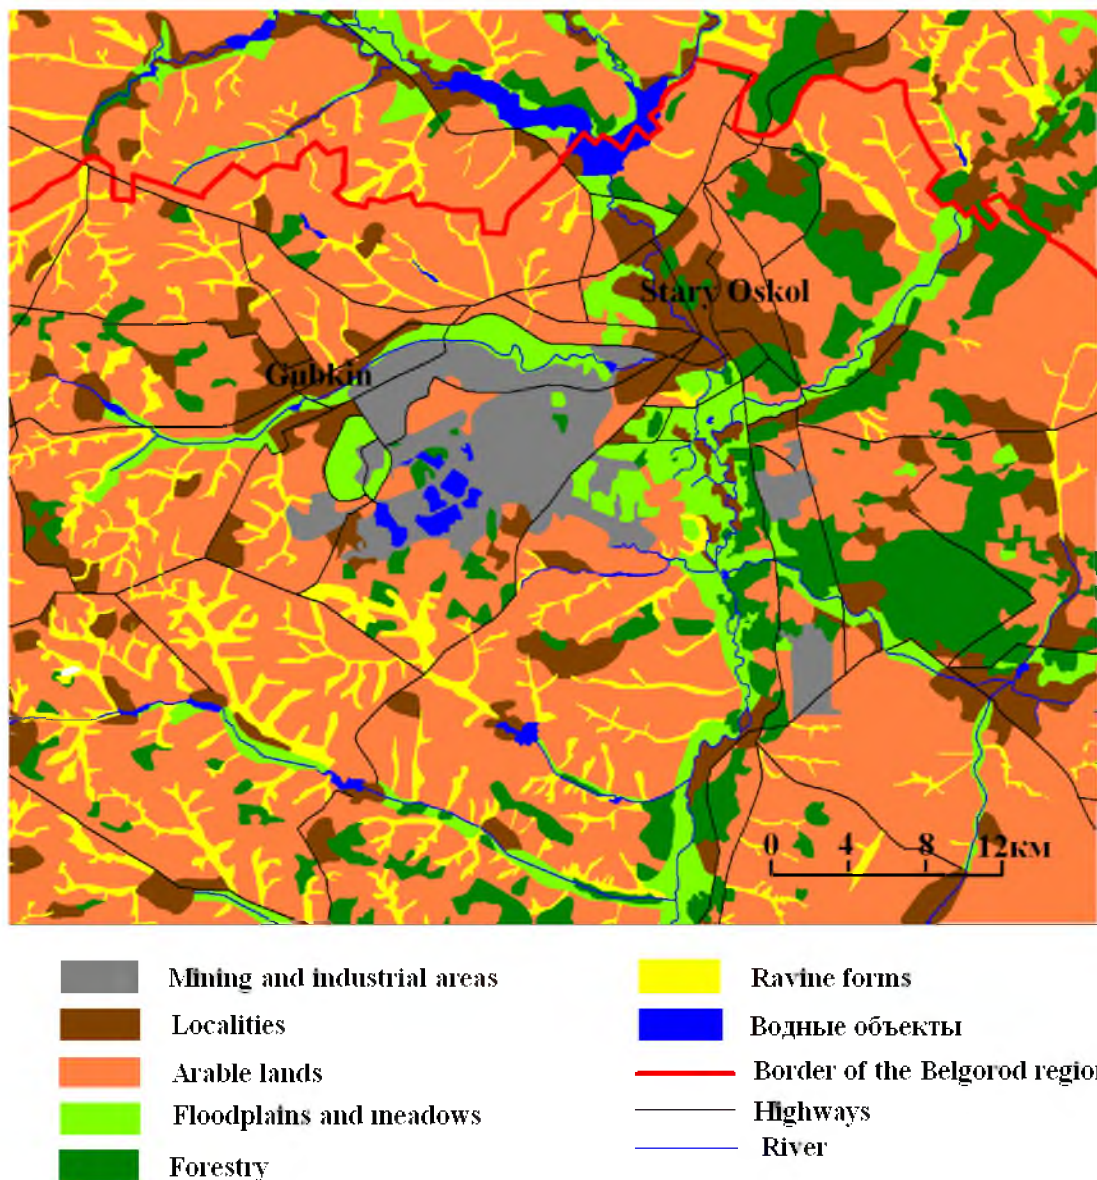 Stary Oskol
Gubkin
0 4 8 12км
Mining and industrial areas
Localities
Arable lands
Floodplains and meadows
Forestry
Ravine forms
Водные объекты
Border of the Belgorod region
Highways
River